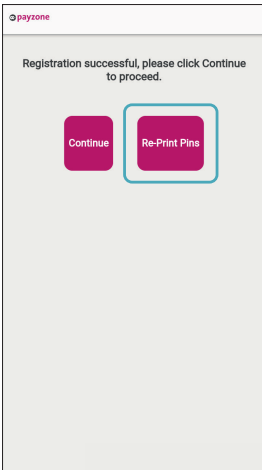 payzone
Registration successful, please click Continue
to proceed.
Continue
Re-Print Pins